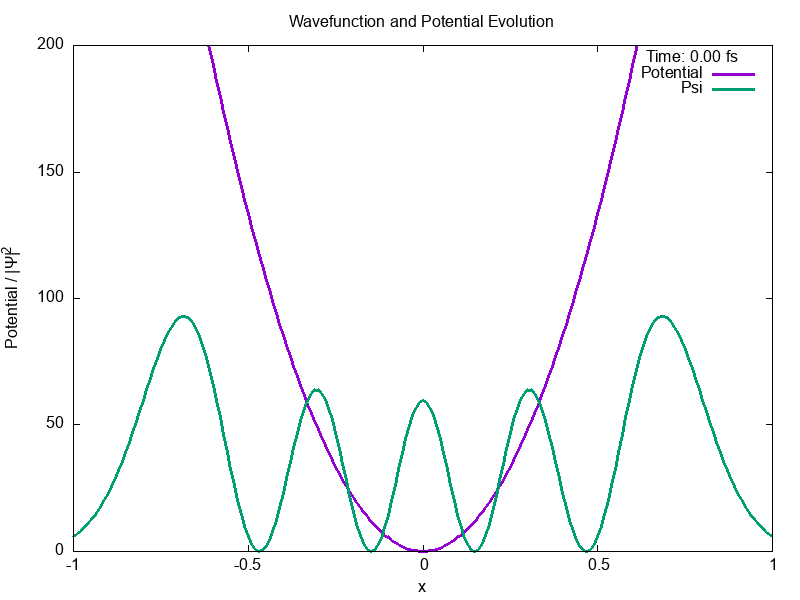 Wavefunction and Potential Evolution
200
150
100
50
0
Potential / |Ψ|²
Time: 0.00 fs
Potential
Psi
-1
-0.5
0
0.5
1
x